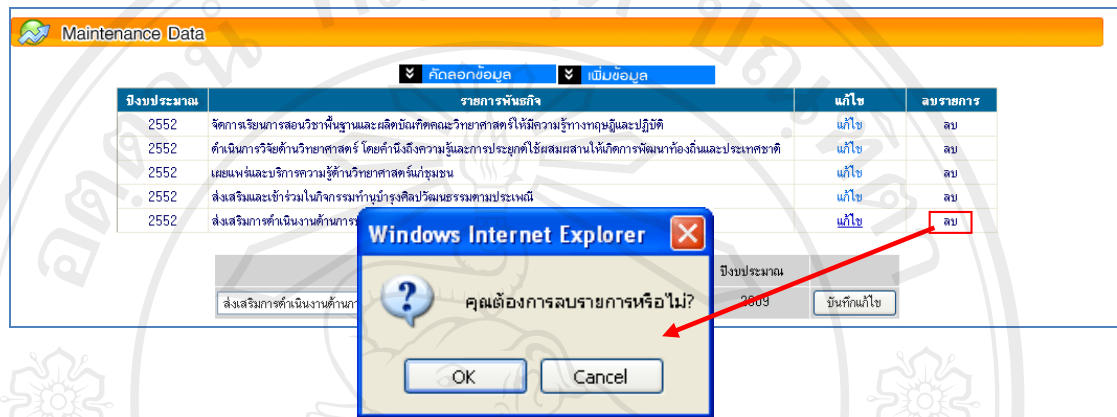 Maintenance Data
คัดลอกข้อมูล เพิ่มข้อมูล
ปีงบประมาณ รายการพันธกิจ แก้ไข ลบรายการ
2552 จัดการเรียนการสอนวิชาพื้นฐานและผลิตบัณฑิตคณะวิทยาศาสตร์ให้มีความรู้ทางทฤษฎีและปฏิบัติ แก้ไข ลบ
2552 ดำเนินการวิจัยด้านวิทยาศาสตร์ โดยคำนึงถึงความรู้และการประยุกต์ใช้ผสมผสานให้เกิดการพัฒนาท้องถิ่นและประเทศชาติ แก้ไข ลบ
2552 เผยแพร่และบริการความรู้ด้านวิทยาศาสตร์แก่ชุมชน แก้ไข ลบ
2552 ส่งเสริมและเข้าร่วมในกิจกรรมทำนุบำรุงศิลปวัฒนธรรมตามประเพณี แก้ไข ลบ
2552 ส่งเสริมการดำเนินงานด้านการ แก้ไข ลบ
Windows Internet Explorer
ปีงบประมาณ
ส่งเสริมการดำเนินงานด้านกา คุณต้องการลบรายการหรือไม่? 2009 บันทึกแก้ไข
OK Cancel